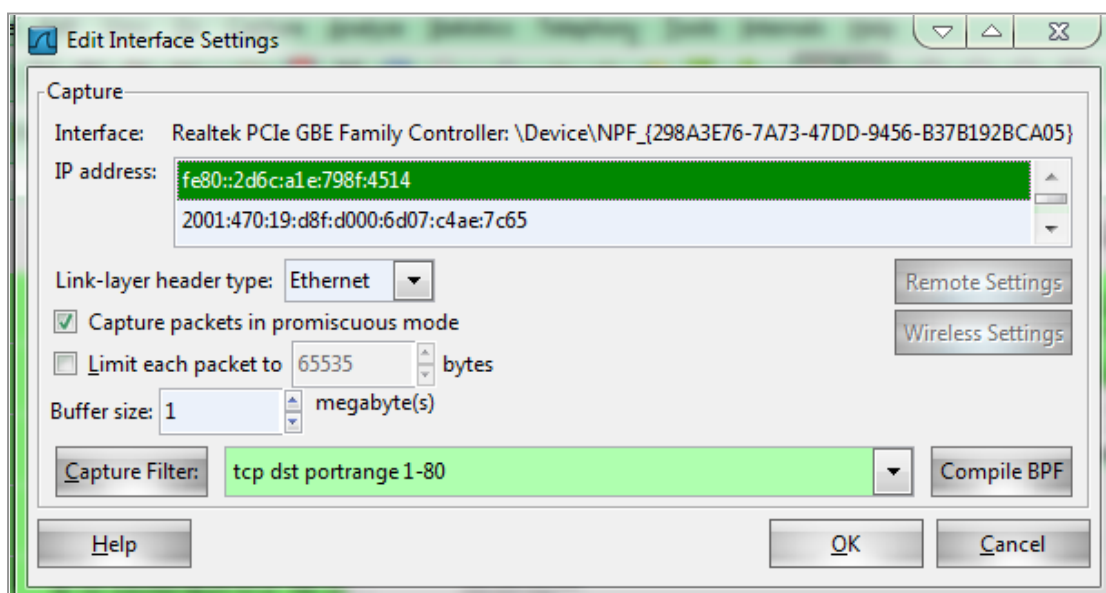 Edit Interface Settings
Capture
Interface: Realtek PCIe GBE Family Controller: \Device\NPF_{298A3E76-7A73-47DD-9456-B37B192BCA05}
IP address: fe80::2d6c:a1e:798f:4514
2001:470:19:d8f:d000:6d07:c4ae:7c65
Link-layer header type: Ethernet
Remote Settings
Capture packets in promiscuous mode
Wireless Settings
Limit each packet to 65535 bytes
Buffer size: 1 megabyte(s)
Capture Filter: tcp dst portrange 1-80 Compile BPF
Help OK Cancel